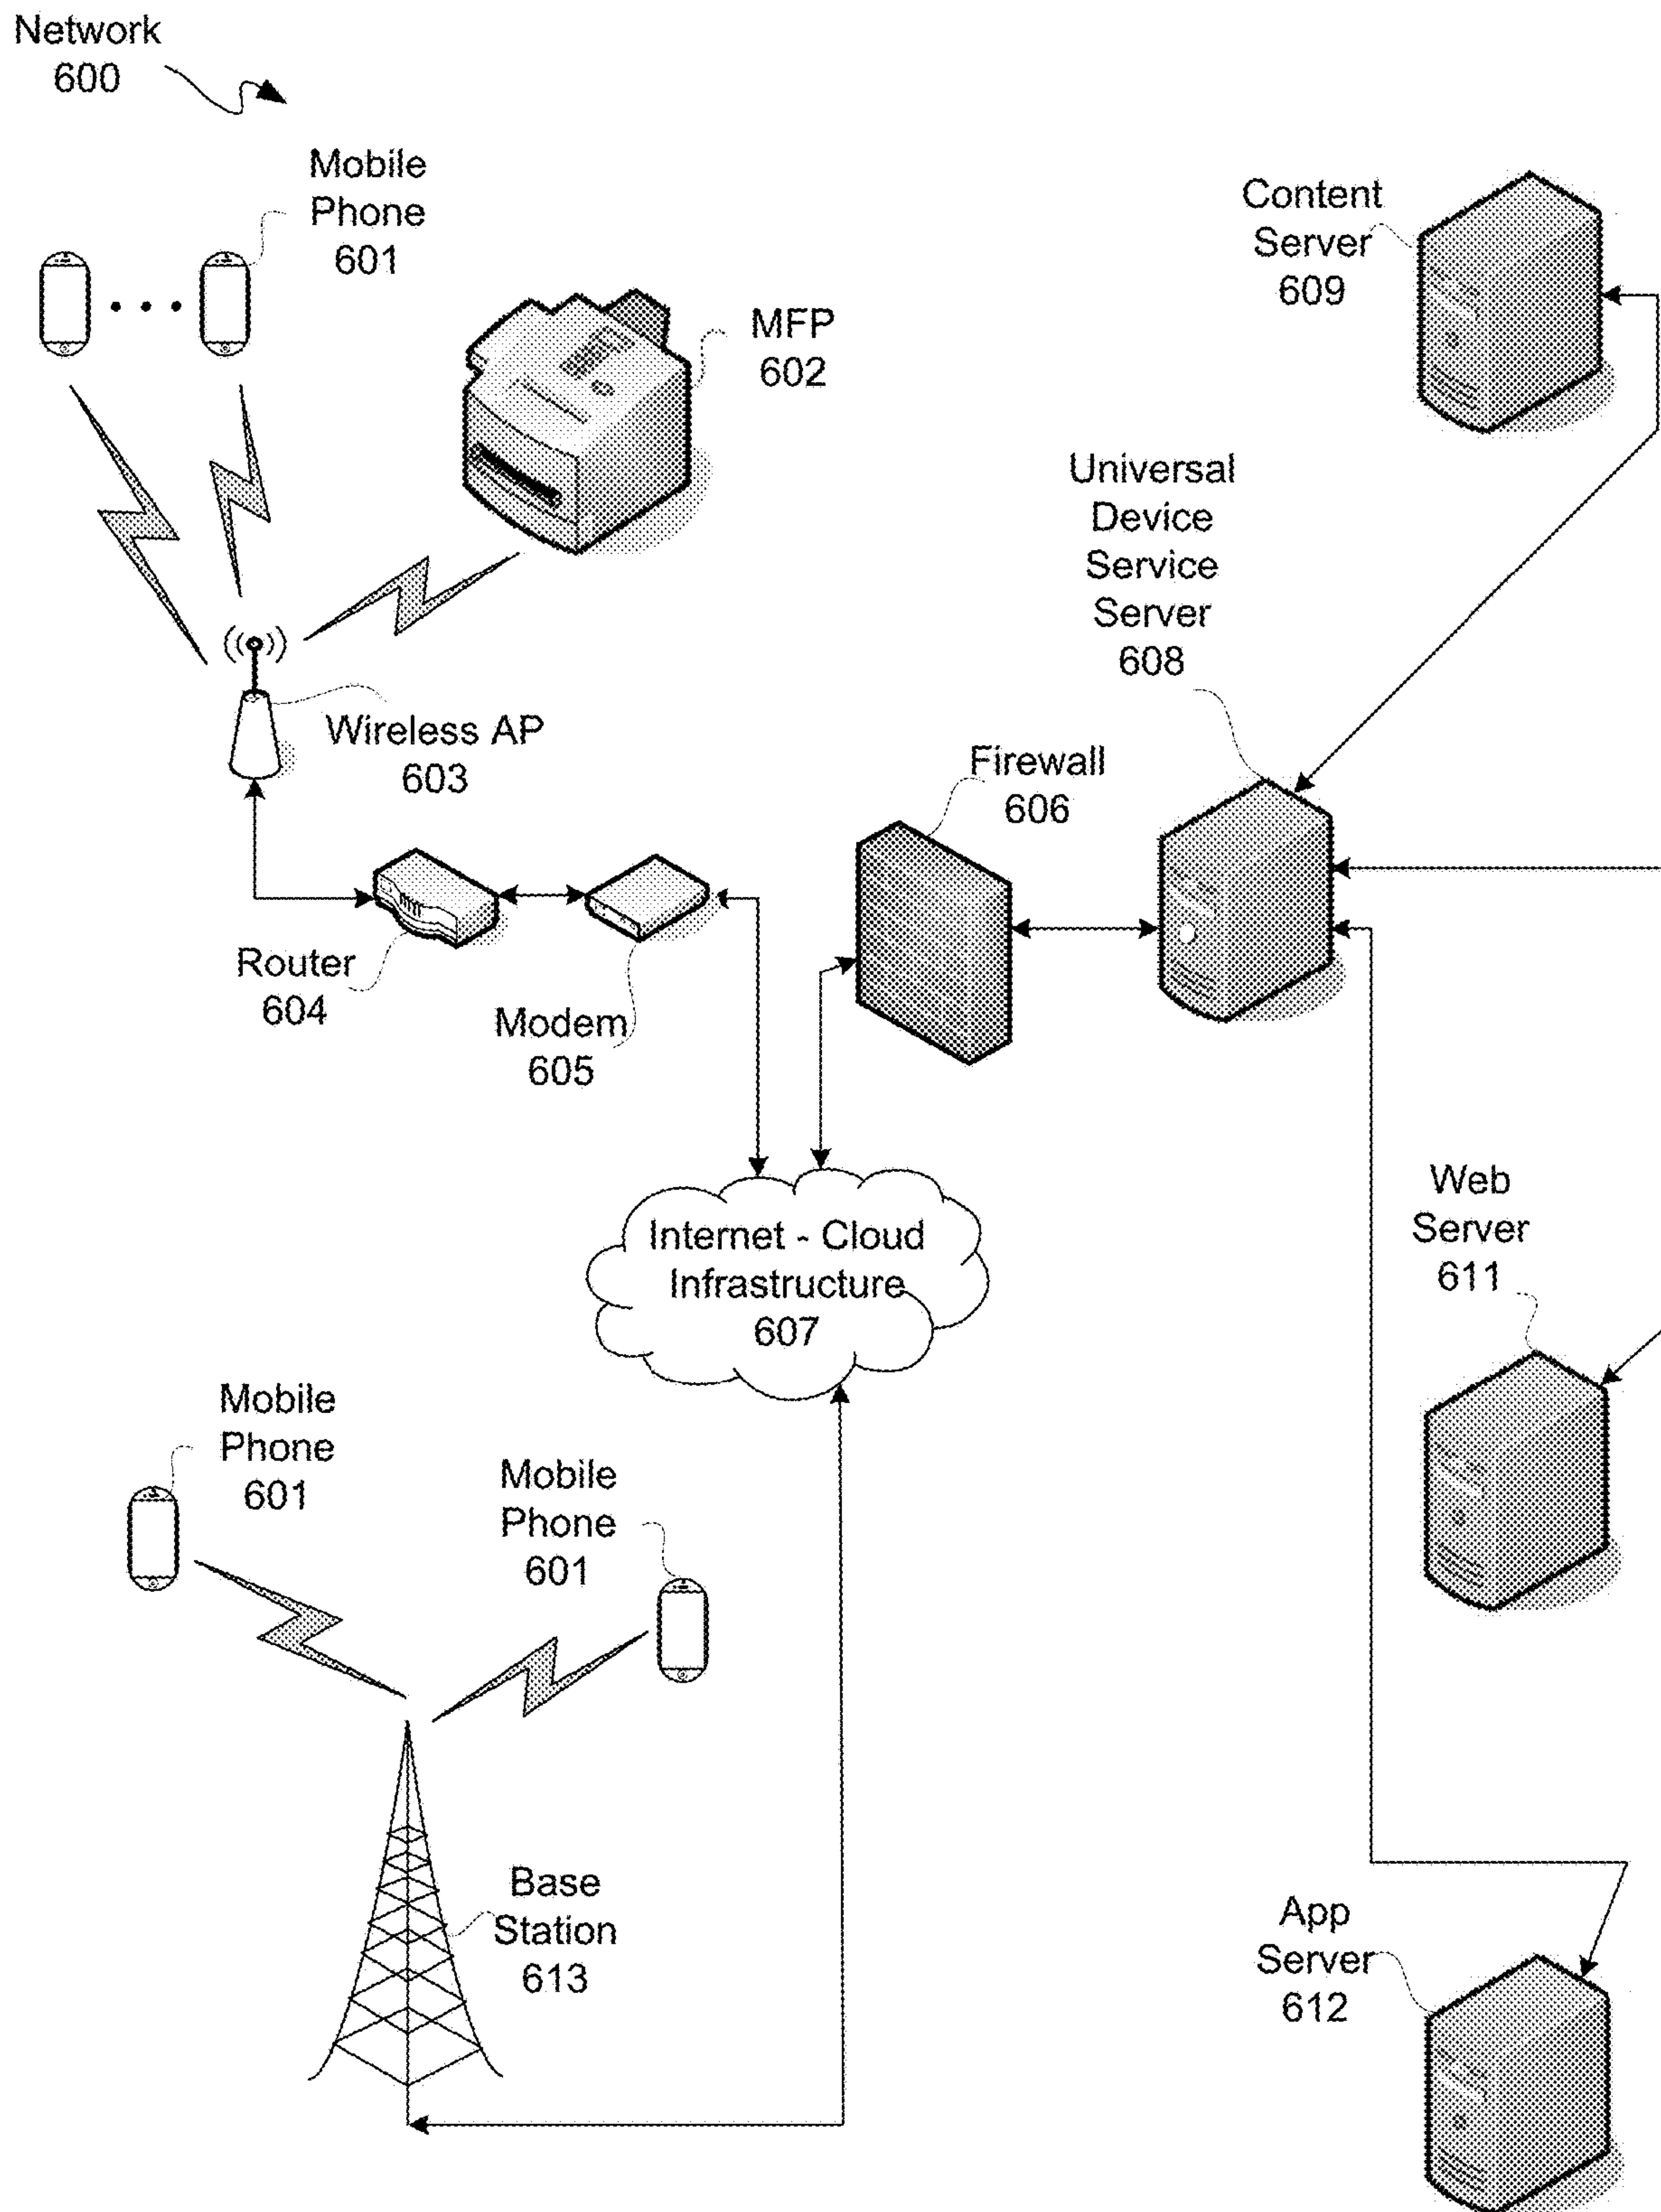 Network
600
Mobile
Phone
601
MFP
602
Content
Server
609
Universal
Device
Service
Server
608
Wireless AP
603
Firewall
606
Router
604
Modem
605
Internet - Cloud
Infrastructure
607
Web
Server
611
Mobile
Phone
601
Mobile
Phone
601
Base
Station
613
App
Server
612